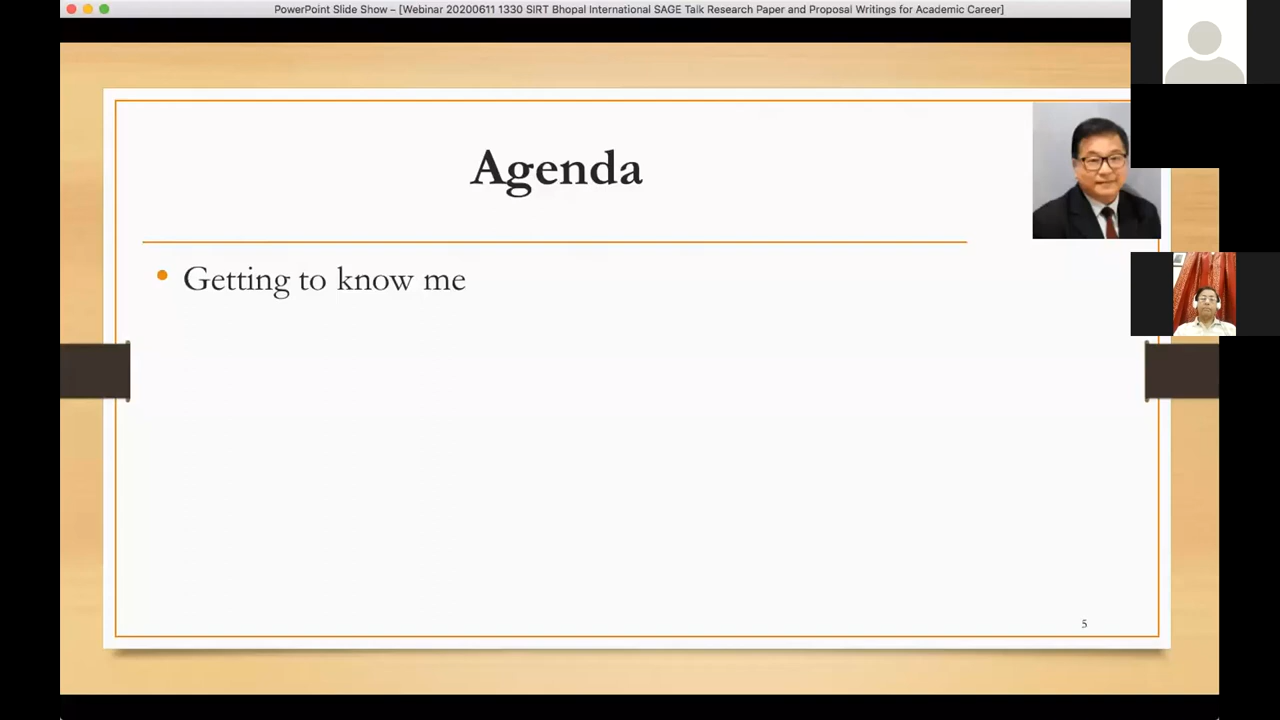 PowerPoint Slide Show – [Webinar 20200611 1330 SIRT Bhopal International SAGE Talk Research Paper and Proposal Writings for Academic Career]
Agenda
• Getting to know me
5